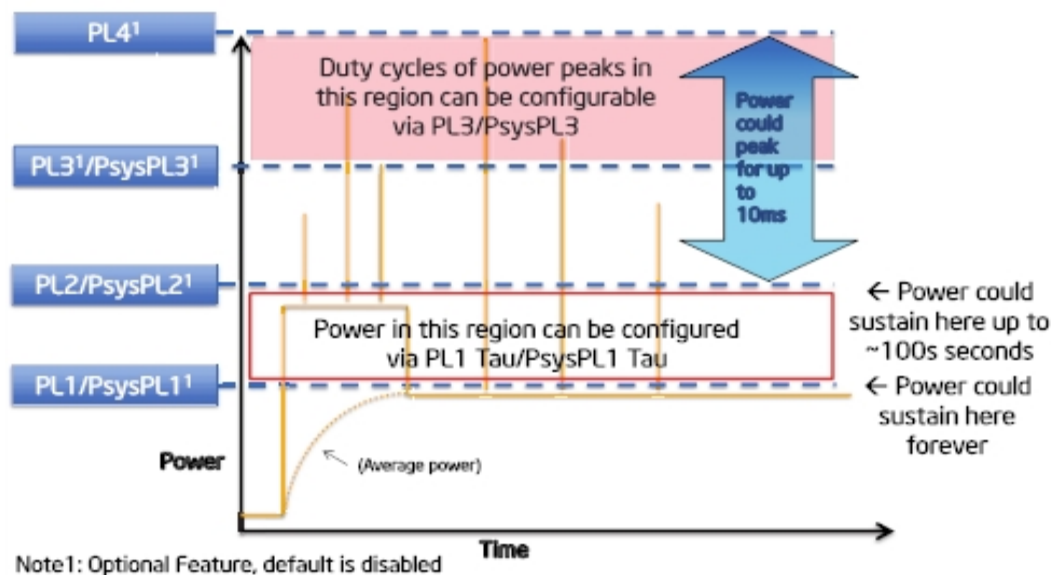 PL4¹
Duty cycles of power peaks in
this region can be configurable
via PL3/PsysPL3
Power
could
peak
for up
to
10ms
PL3¹/PsysPL3¹
PL2/PsysPL2¹
← Power could
sustain here up to
~100s seconds
Power in this region can be configured
via PL1 Tau/PsysPL1 Tau
PL1/PsysPL1¹
← Power could
sustain here
forever
Power
(Average power)
Time
Note1: Optional Feature, default is disabled